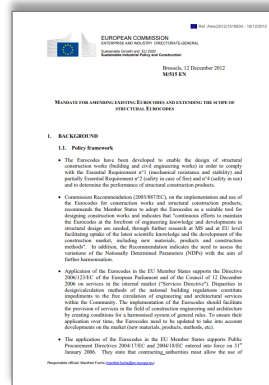 Ref. Ares(2012)1516834 - 18/12/2012
EUROPEAN COMMISSION
ENTERPRISE AND INDUSTRY DIRECTORATE-GENERAL
Sustainable Growth and EU 2020
Sustainable Industrial Policy and Construction
Brussels, 12 December 2012
M/515 EN
MANDATE FOR AMENDING EXISTING EUROCODES AND EXTENDING THE SCOPE OF
STRUCTURAL EUROCODES
1. BACKGROUND
1.1. Policy framework
• The Eurocodes have been developed to enable the design of structural
construction works (building and civil engineering works) in order to comply
with the Essential Requirement n°1 (mechanical resistance and stability) and
partially Essential Requirement n°2 (safety in case of fire) and n°4 (safety in use)
and to determine the performance of structural construction products.
• Commission Recommendation (2003/887/EC), on the implementation and use of
the Eurocodes for construction works and structural construction products,
recommends the Member States to adopt the Eurocodes as a suitable tool for
designing construction works and indicates that "continuous efforts to maintain
the Eurocodes at the forefront of engineering knowledge and developments in
structural design are needed, through further research at MS and at EU level
facilitating uptake of the latest scientific knowledge and the development of the
construction market, including new materials, products and construction
methods". In addition, the Recommendation indicates the need to assess the
variations of the Nationally Determined Parameters (NDPs) with the aim of
further harmonisation.
• Application of the Eurocodes in the EU Member States supports the Directive
2006/123/EC of the European Parliament and of the Council of 12 December
2006 on services in the internal market ("Services Directive"). Disparities in
design/calculation methods of the national building regulations constitute
impediments to the free circulation of engineering and architectural services
within the Community. The implementation of the Eurocodes should facilitate
the provision of services in the field of construction engineering and architecture
by creating conditions for a harmonised system of general rules. To ensure their
application over time, the Eurocodes need to be updated to take into account
developments on the market (new materials, products, methods, etc).
• The application of the Eurocodes in the EU Member States supports Public
Procurement Directives 2004/17/EC and 2004/18/EC entered into force on 31st
January 2006. They state that contracting authorities must allow the use of
Responsible officer: Manfred Fuchs